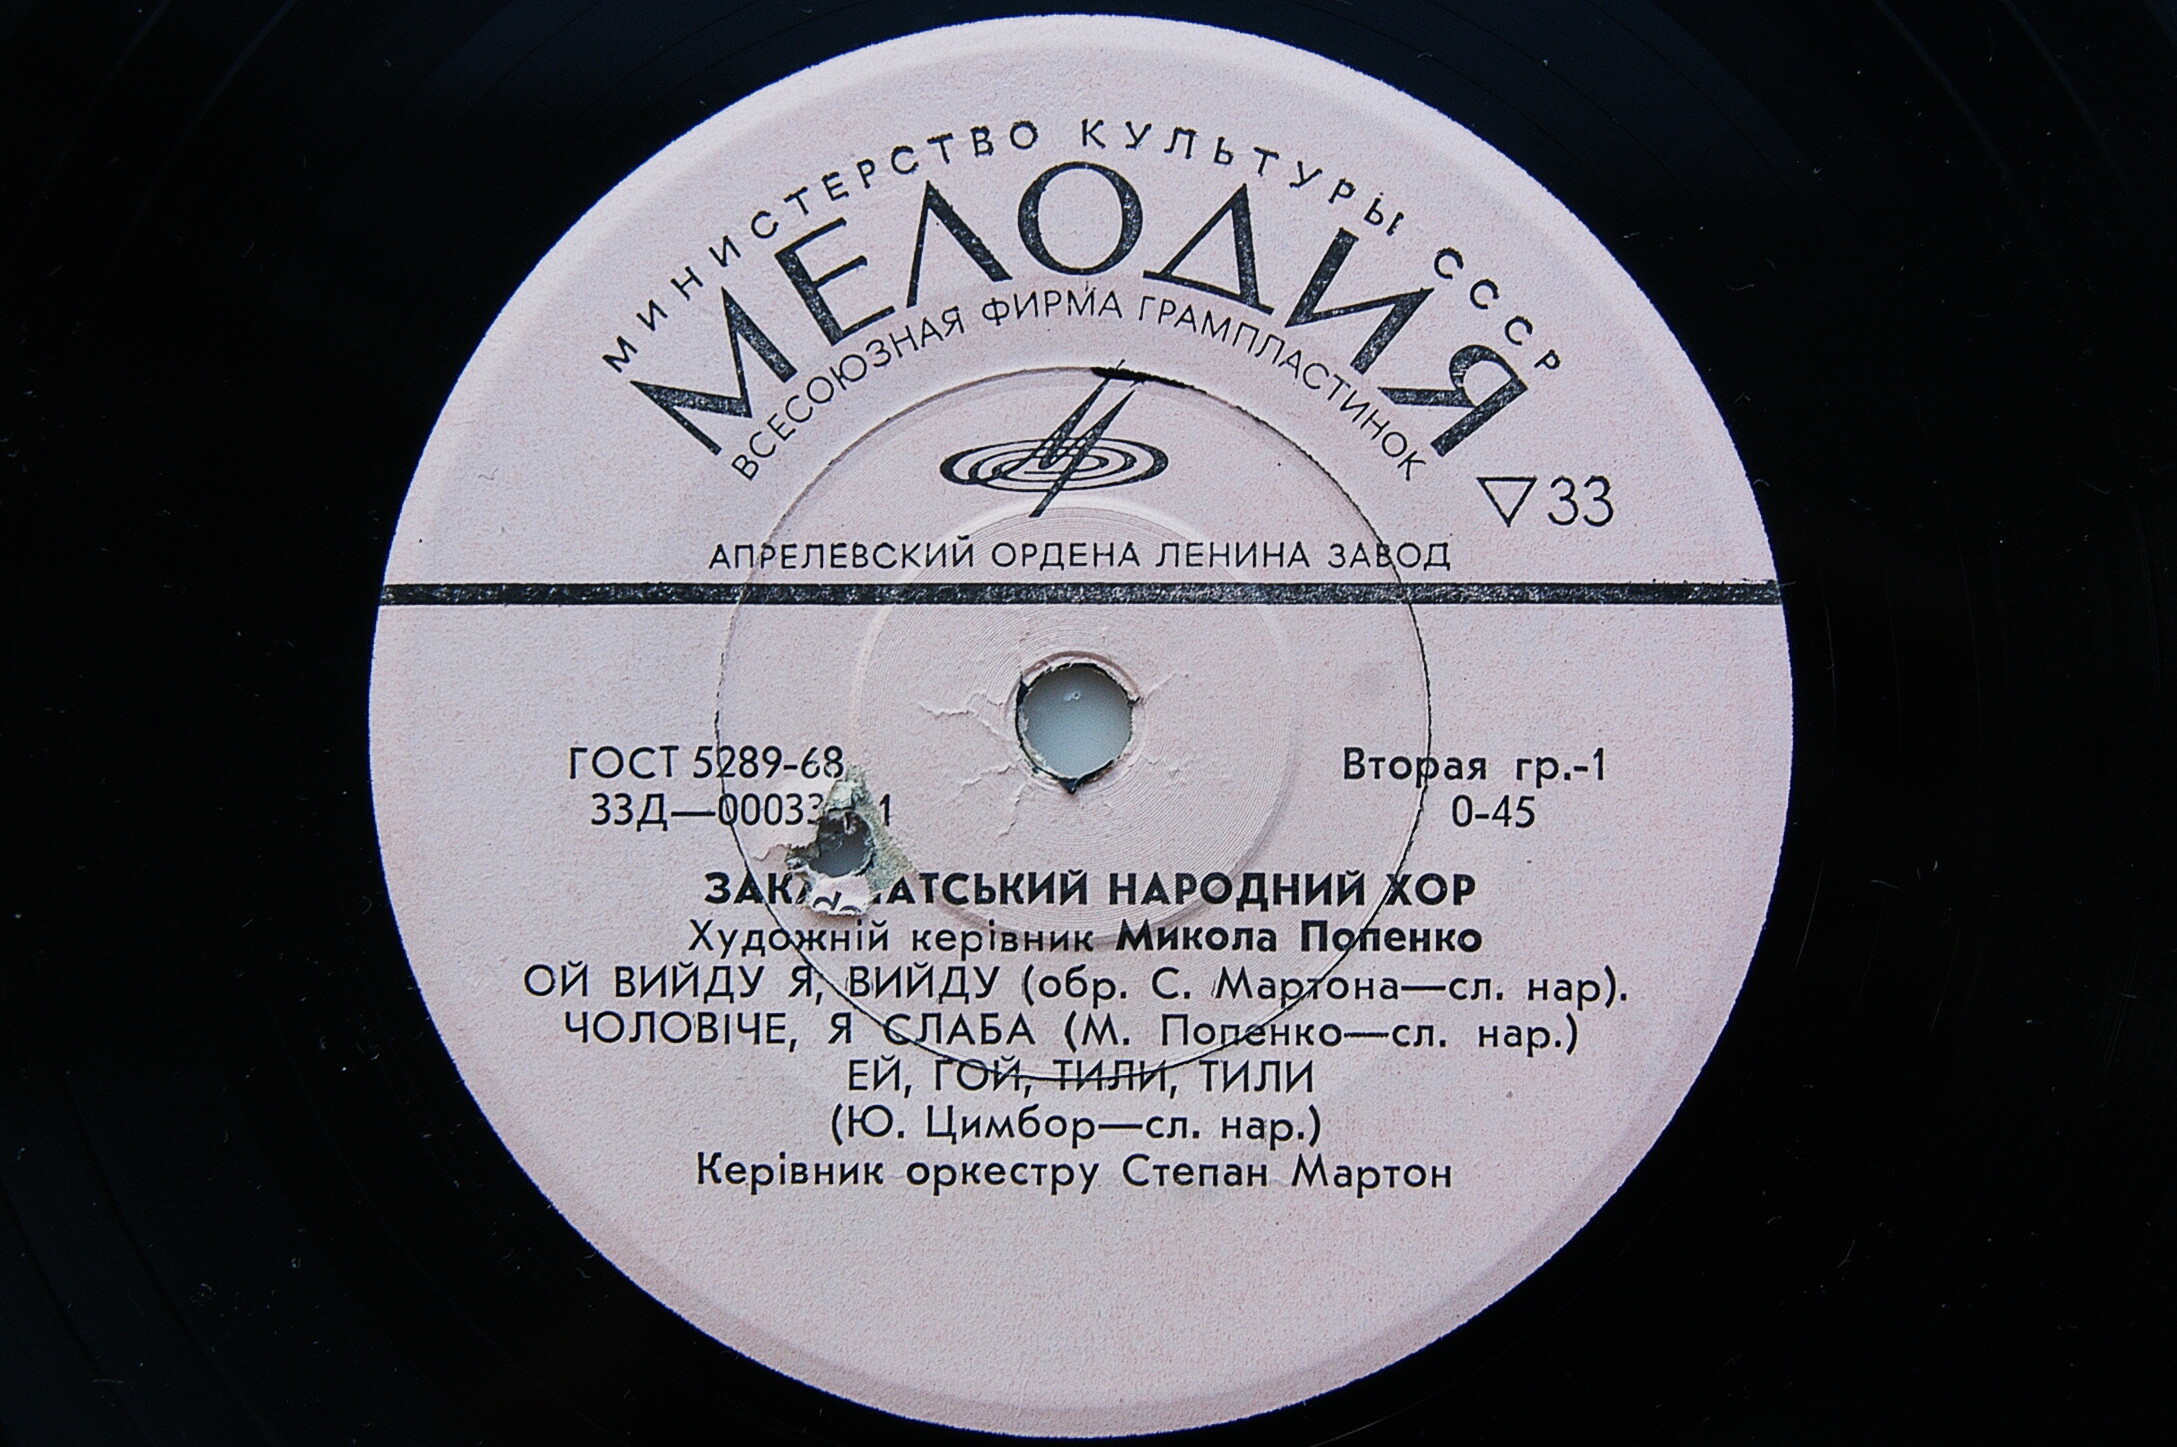 МИНИСТЕРСТВО КУЛЬТУРЫ СССР
МЕЛОДИЯ
ВСЕСОЮЗНАЯ ФИРМА ГРАМПЛАСТИНОК
33
АПРЕЛЕВСКИЙ ОРДЕНА ЛЕНИНА ЗАВОД
ГОСТ 5289-68
Вторая гр.-1
0-45
НАРОДНИЙ ХОР
Художній керівник Микола Попенко
ОЙ ВИЙДУ Я, ВИЙДУ (обр. С. Мартона—сл. нар).
ЧОЛОВІЧЕ, Я СЛАБА (М. Попенко—сл. нар.)
ЕЙ, ГОЙ, ТИЛИ, ТИЛИ
(Ю. Цимбор—сл. нар.)
Керівник оркестру Степан Мартон